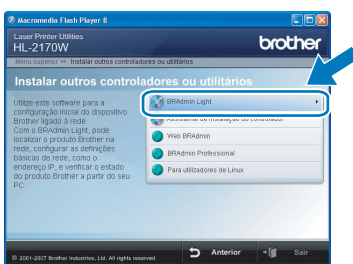 Macromedia Flash Player 8
Laser Printer Utilities
HL-2170W
brother
Menu superior ›› Instalar outros controladores ou utilitários
Instalar outros controladores ou utilitários
Utilize este software para a
configuração inicial do dispositivo
Brother ligado à rede.
Com o BRAdmin Light, pode
localizar o produto Brother na
rede, configurar as definições
básicas de rede, como o
endereço IP, e verificar o estado
do produto Brother a partir do seu
PC.
BRAdmin Light
Assistente de instalação do controlador
Web BRAdmin
BRAdmin Professional
Para utilizadores de Linux
© 2001-2007 Brother Industries, Ltd. All rights reserved.
Anterior
Sair